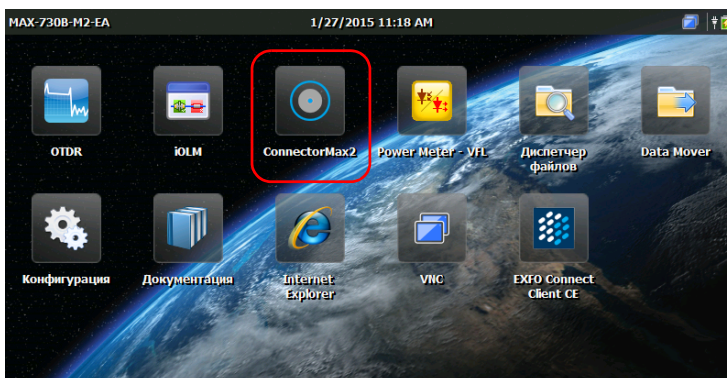 MAX-730B-M2-EA 1/27/2015 11:18 AM
OTDR iOLM ConnectorMax2 Power Meter - VFL Диспетчер файлов Data Mover
Конфигурация Документация Internet Explorer VNC EXFO Connect Client CE